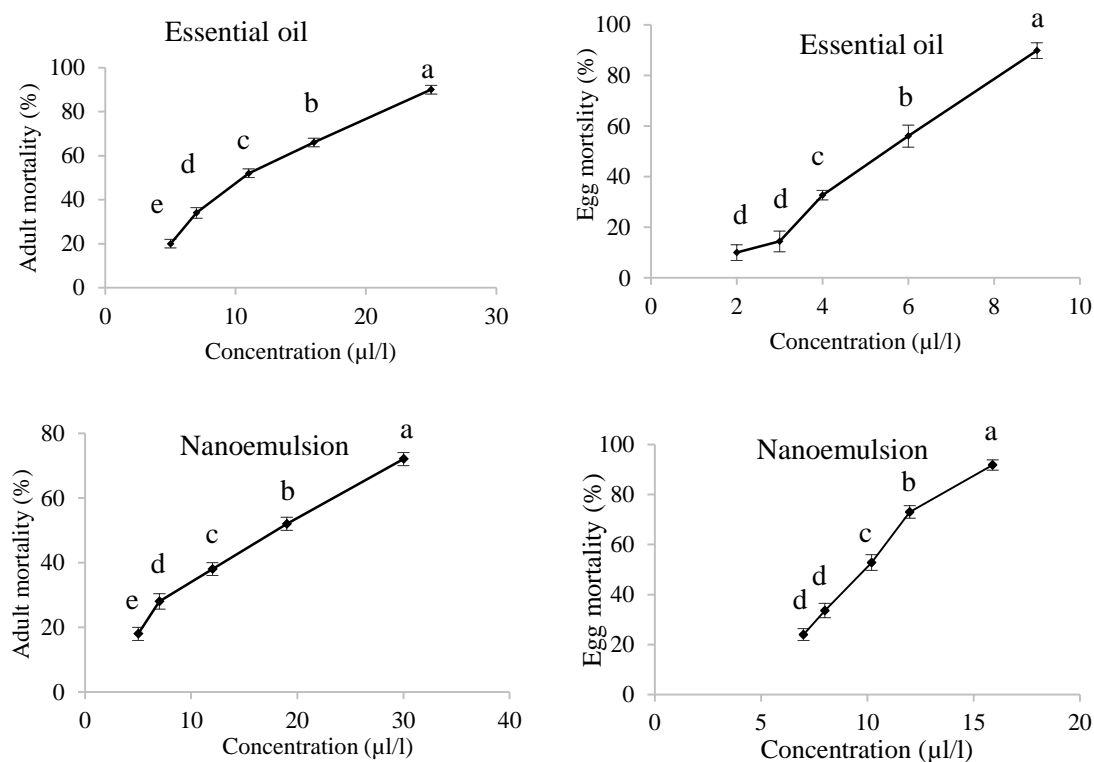 Essential oil
Adult mortality (%)
100
80
60
40
20
0
e
d
c
b
a
0 10 20 30
Concentration (µl/l)
Essential oil
Egg mortslity (%)
100
80
60
40
20
0
d
d
c
b
a
0 2 4 6 8 10
Concentration (µl/l)
Nanoemulsion
Adult mortality (%)
80
60
40
20
0
e
d
c
b
a
0 10 20 30 40
Concentration (µl/l)
Nanoemulsion
Egg mortality (%)
100
80
60
40
20
0
d
d
c
b
a
0 5 10 15 20
Concentration (µl/l)